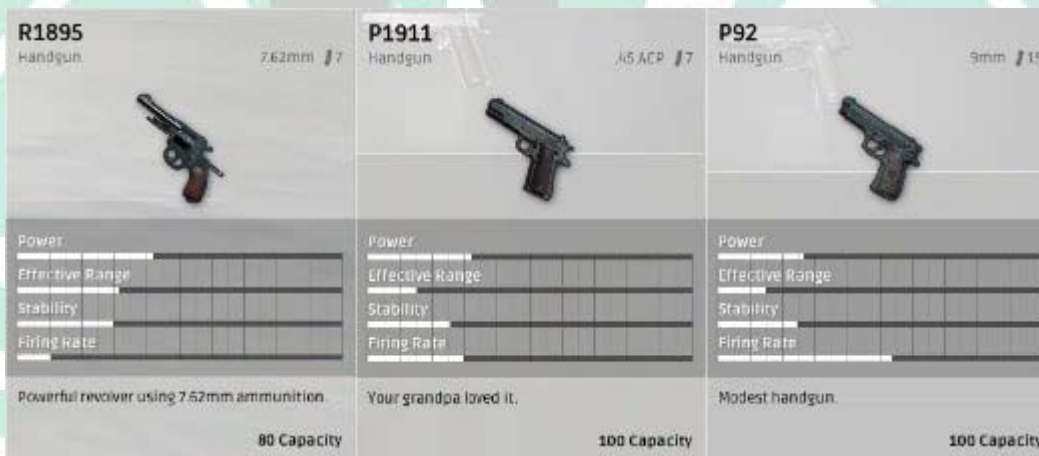 R1895
Handgun 7.62mm 7
Power
Effective Range
Stability
Firing Rate
Powerful revolver using 7.62mm ammunition.
80 Capacity
P1911
Handgun .45 ACP 7
Power
Effective Range
Stability
Firing Rate
Your grandpa loved it.
100 Capacity
P92
Handgun 9mm 15
Power
Effective Range
Stability
Firing Rate
Modest handgun.
100 Capacity